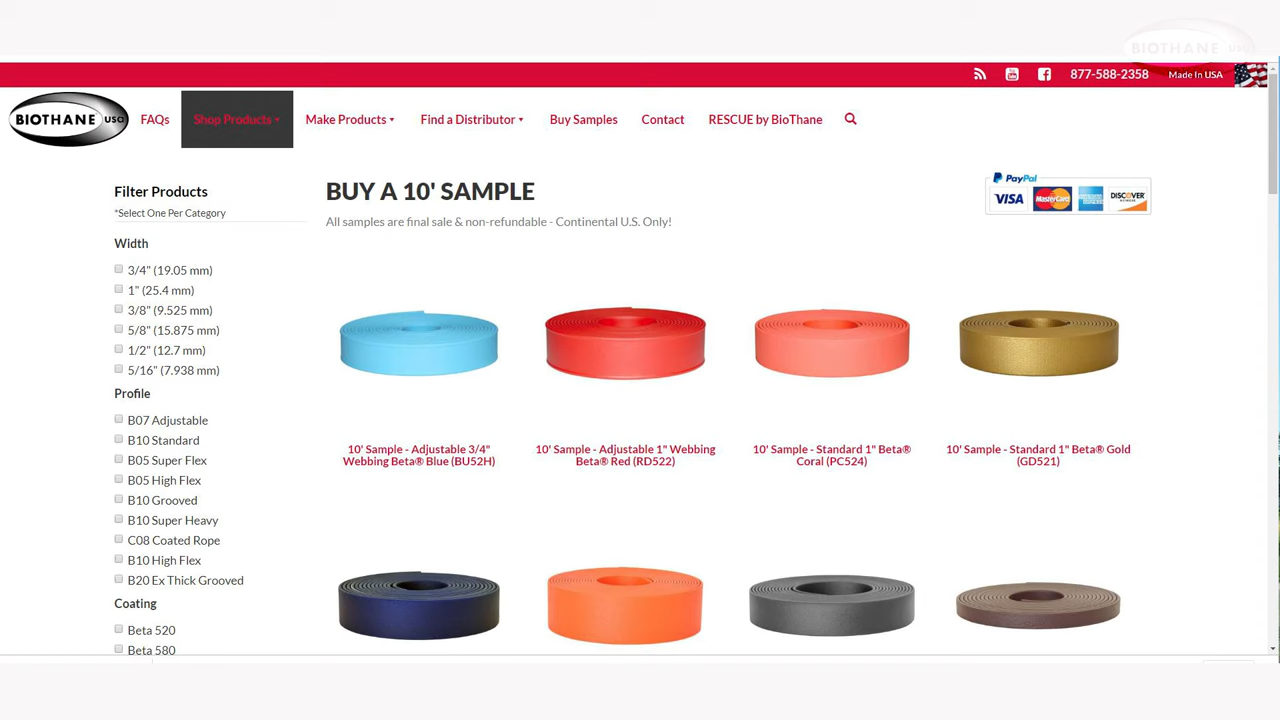 BIOTHANE USA
877-588-2358
Made In USA
BIOTHANE USA
FAQs
Shop Products
Make Products
Find a Distributor
Buy Samples
Contact
RESCUE by BioThane
Filter Products
*Select One Per Category
Width
3/4" (19.05 mm)
1" (25.4 mm)
3/8" (9.525 mm)
5/8" (15.875 mm)
1/2" (12.7 mm)
5/16" (7.938 mm)
Profile
B07 Adjustable
B10 Standard
B05 Super Flex
B05 High Flex
B10 Grooved
B10 Super Heavy
C08 Coated Rope
B10 High Flex
B20 Ex Thick Grooved
Coating
Beta 520
Beta 580
BUY A 10' SAMPLE
All samples are final sale & non-refundable - Continental U.S. Only!
PayPal
VISA
MasterCard
DISCOVER
10' Sample - Adjustable 3/4"
Webbing Beta® Blue (BU52H)
10' Sample - Adjustable 1" Webbing
Beta® Red (RD522)
10' Sample - Standard 1" Beta®
Coral (PC524)
10' Sample - Standard 1" Beta® Gold
(GD521)